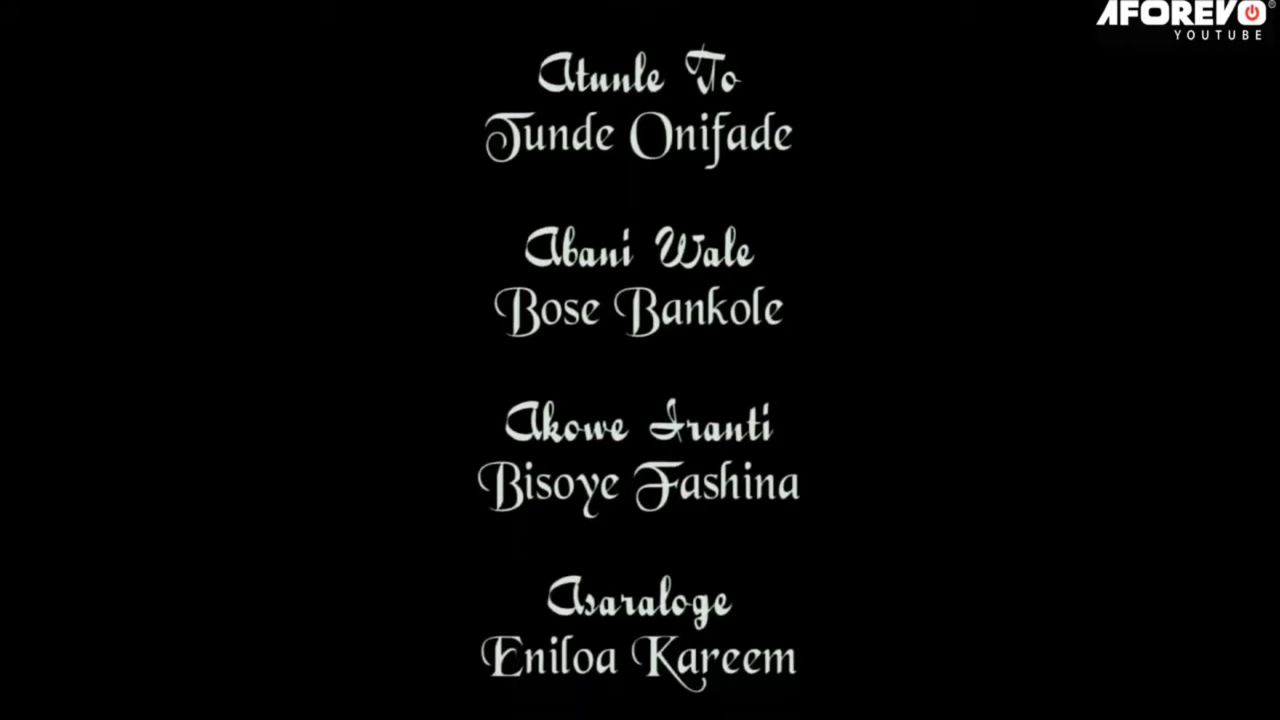 AFOREVO®
YOUTUBE
Atunle To
Tunde Onifade
Abani Wale
Bose Bankole
Akowe Iranti
Bisoye Fashina
Asaraloge
Eniloa Kareem